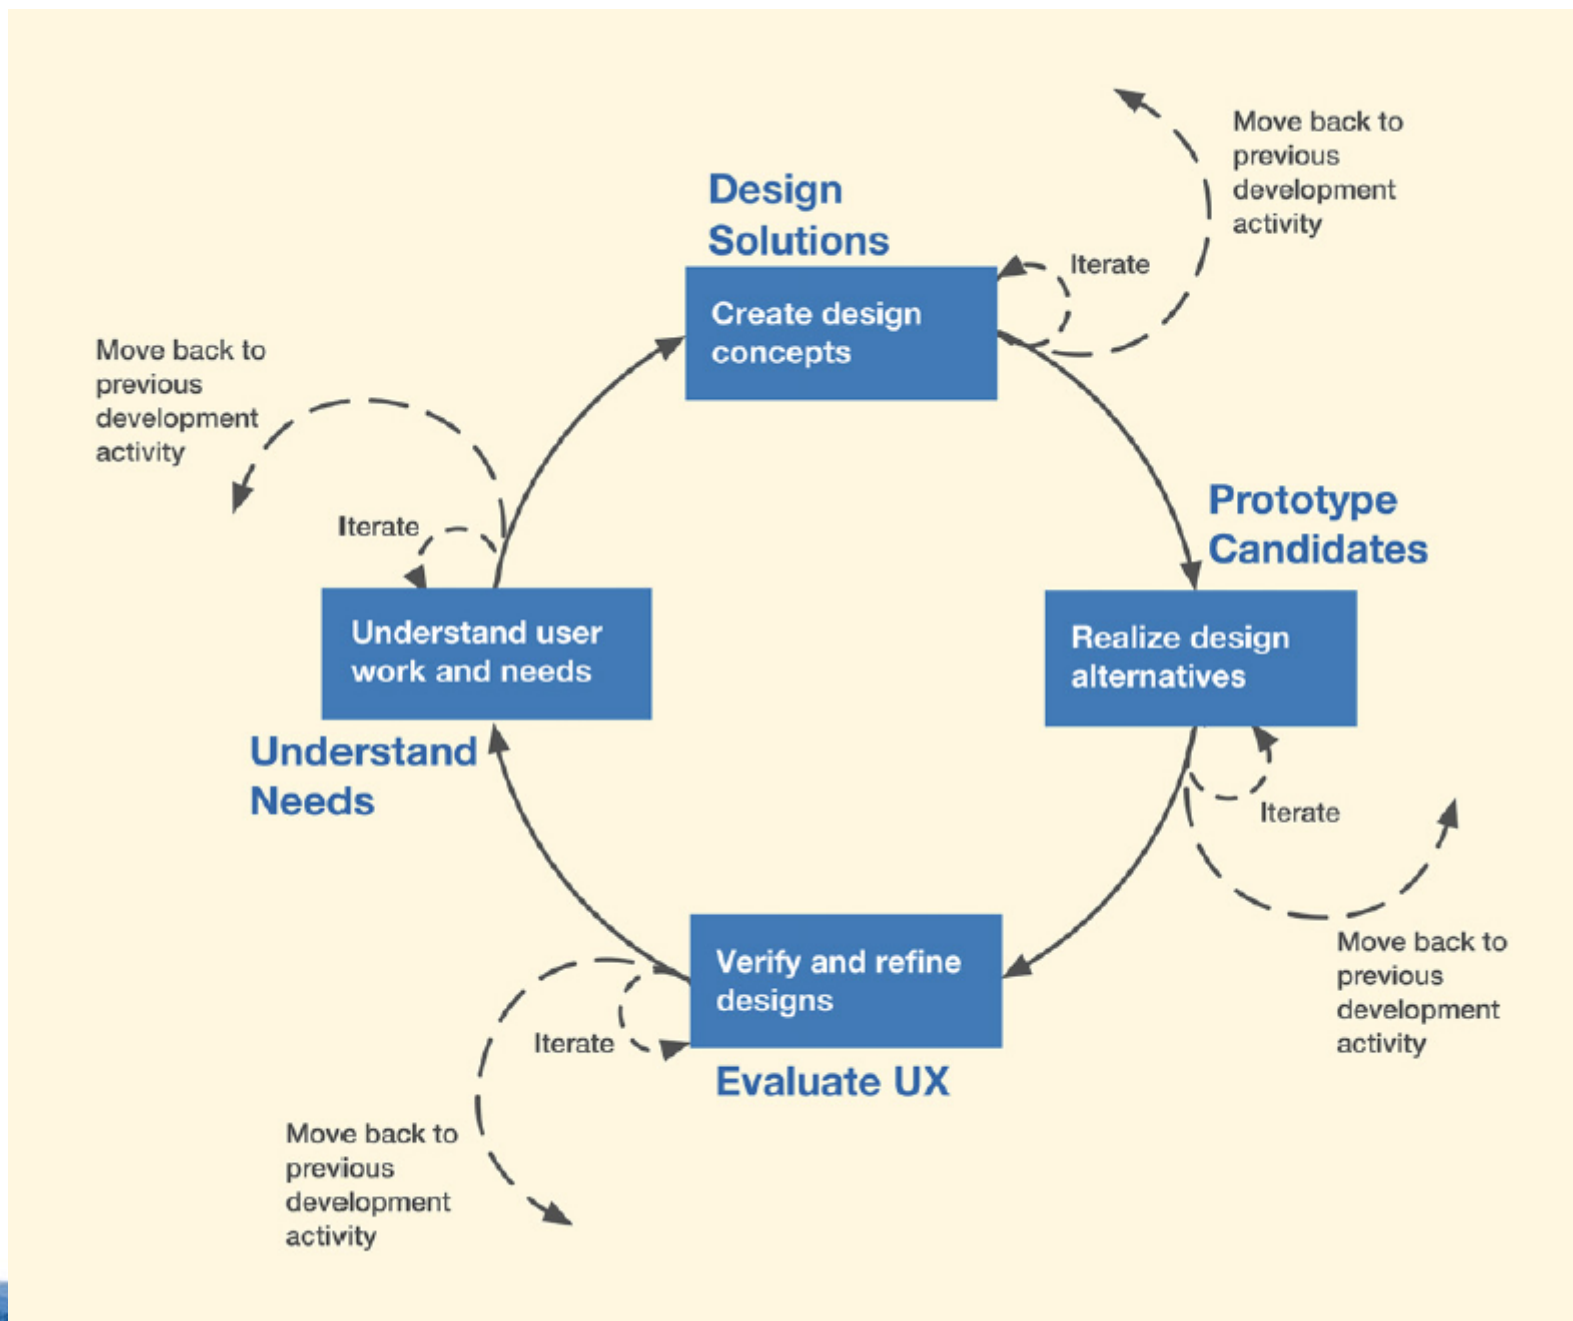 Move back to
previous
development
activity
Design
Solutions
Iterate
Create design
concepts
Move back to
previous
development
activity
Iterate
Prototype
Candidates
Understand user
work and needs
Realize design
alternatives
Understand
Needs
Iterate
Verify and refine
designs
Move back to
previous
development
activity
Iterate
Evaluate UX
Move back to
previous
development
activity